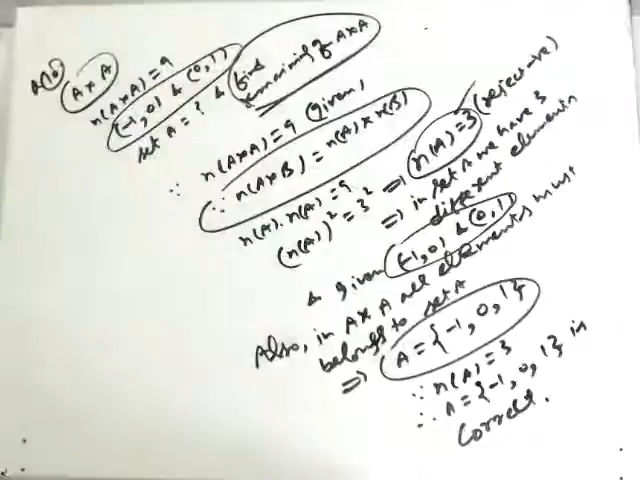 A × A
n(A×A) = 9
(-1,0) & (0,1)
set A = ? & find
remaining of A×A
∵ n(A×A) = 9 (given)
∵ n(A×B) = n(A) × n(B)
n(A). n(A) = 9
(n(A))² = 3² ⇒ n(A) = 3 (reject -ve)
⇒ in set A we have 3
different elements
& given (-1,0) & (0,1)
Also, in A×A all elements must
belongs to set A
⇒ A = {-1, 0, 1}
∵ n(A) = 3
∴ A = {-1, 0, 1} is
correct.